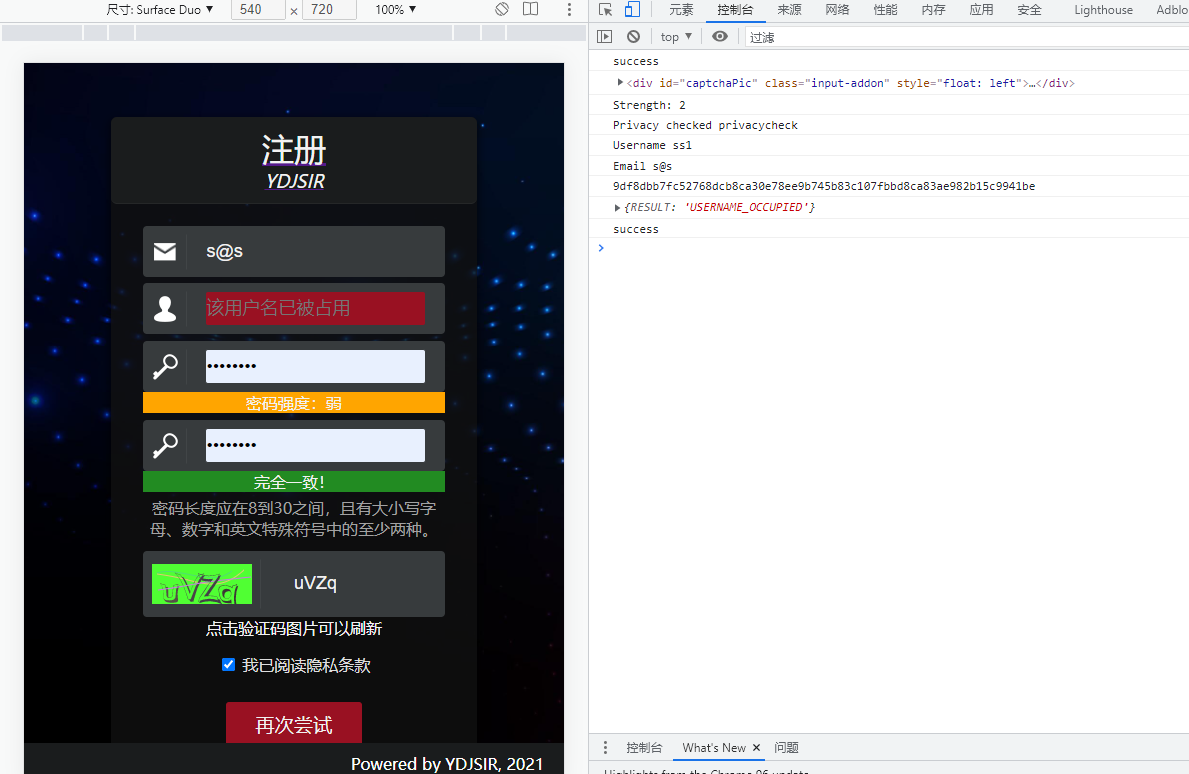 尺寸: Surface Duo ▼ 540 × 720 100% ▼
元素 控制台 来源 网络 性能 内存 应用 安全 Lighthouse Adblo
top ▼ 过滤
注册
YDJSIR
s@s
该用户名已被占用
••••••••
密码强度：弱
••••••••
完全一致!
密码长度应在8到30之间，且有大小写字
母、数字和英文特殊符号中的至少两种。
uVZq uVZq
点击验证码图片可以刷新
我已阅读隐私条款
再次尝试
Powered by YDJSIR, 2021
success
<div id="captchaPic" class="input-addon" style="float: left">…</div>
Strength: 2
Privacy checked privacycheck
Username ss1
Email s@s
9df8dbb7fc52768dcb8ca30e78ee9b745b83c107fbbd8ca83ae982b15c9941be
{RESULT: 'USERNAME_OCCUPIED'}
success
控制台 What's New × 问题
Highlights from the Chrome 96 update